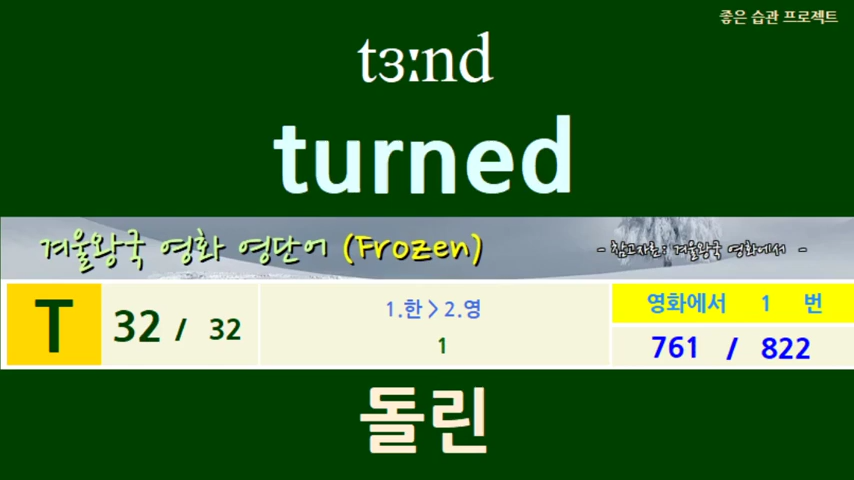 좋은 습관 프로젝트
tɜːnd
turned
겨울왕국 영화 영단어 (Frozen)
- 참고자료: 겨울왕국 영화에서 -
T 32 / 32
1.한 > 2.영
1
영화에서 1 번
761 / 822
돌린